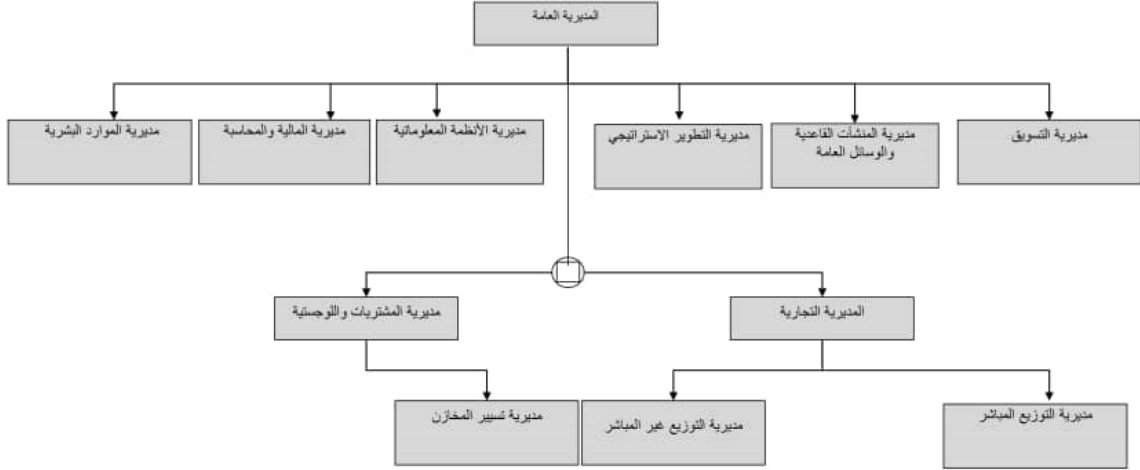 المديرية العامة
مديرية التسويق
مديرية المنشآت القاعدية
والوسائل العامة
مديرية التطوير الاستراتيجي
مديرية الأنظمة المعلوماتية
مديرية المالية والمحاسبة
مديرية الموارد البشرية
المديرية التجارية
مديرية المشتريات واللوجستية
مديرية التوزيع المباشر
مديرية التوزيع غير المباشر
مديرية تسيير المخازن